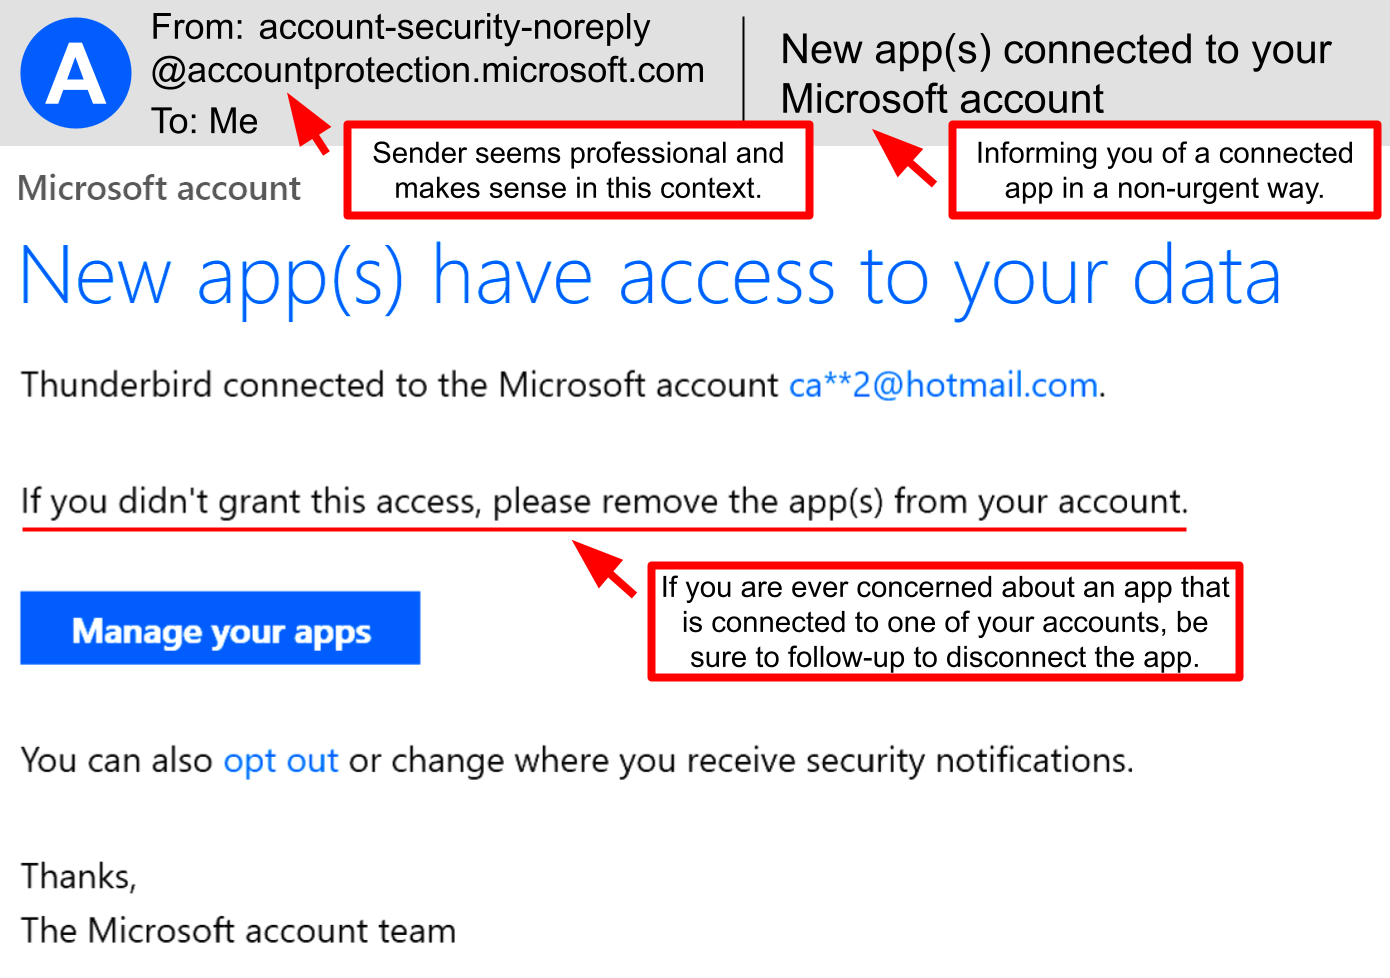 A
From: account-security-noreply
@accountprotection.microsoft.com
To: Me
New app(s) connected to your
Microsoft account
Sender seems professional and
makes sense in this context.
Informing you of a connected
app in a non-urgent way.
Microsoft account
New app(s) have access to your data
Thunderbird connected to the Microsoft account ca**2@hotmail.com.
If you didn't grant this access, please remove the app(s) from your account.
If you are ever concerned about an app that
is connected to one of your accounts, be
sure to follow-up to disconnect the app.
Manage your apps
You can also opt out or change where you receive security notifications.
Thanks,
The Microsoft account team